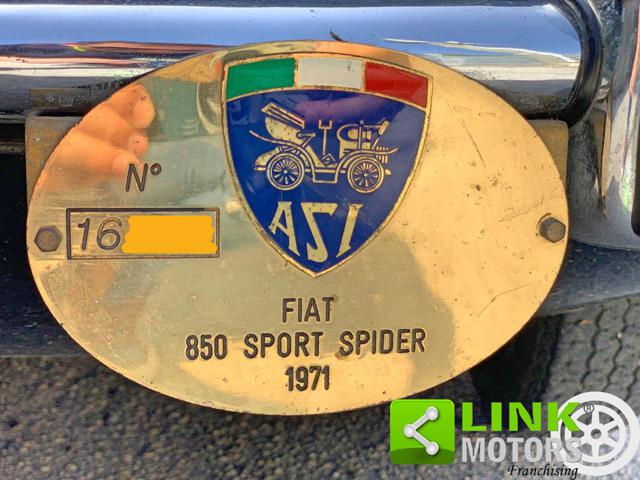 ASI
N°
16
FIAT
850 SPORT SPIDER
1971
LINK
MOTORS
®
Franchising